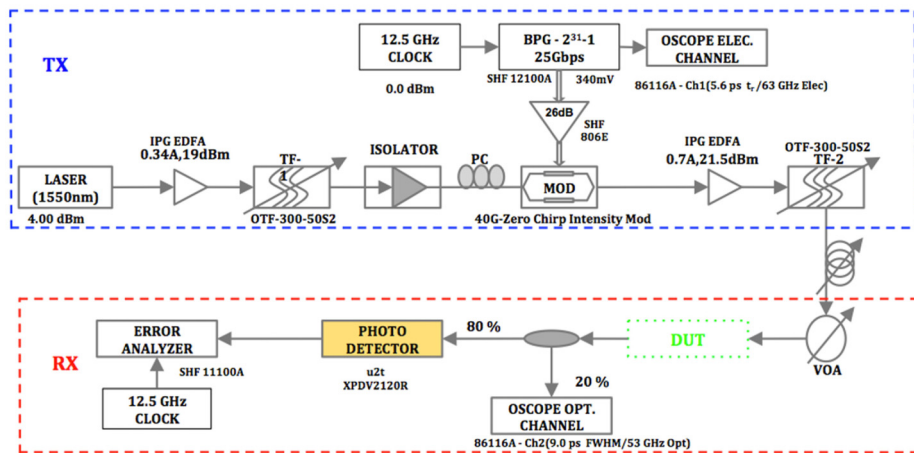 TX
12.5 GHz
CLOCK
0.0 dBm
BPG - 2³¹-1
25Gbps
SHF 12100A
340mV
OSCOPE ELEC.
CHANNEL
86116A - Ch1(5.6 ps tᵣ/63 GHz Elec)
26dB
SHF
806E
LASER
(1550nm)
4.00 dBm
IPG EDFA
0.34A,19dBm
TF-
1
OTF-300-50S2
ISOLATOR
PC
MOD
40G-Zero Chirp Intensity Mod
IPG EDFA
0.7A,21.5dBm
OTF-300-50S2
TF-2
RX
ERROR
ANALYZER
SHF 11100A
12.5 GHz
CLOCK
PHOTO
DETECTOR
u2t
XPDV2120R
80 %
20 %
OSCOPE OPT.
CHANNEL
86116A - Ch2(9.0 ps FWHM/53 GHz Opt)
DUT
VOA